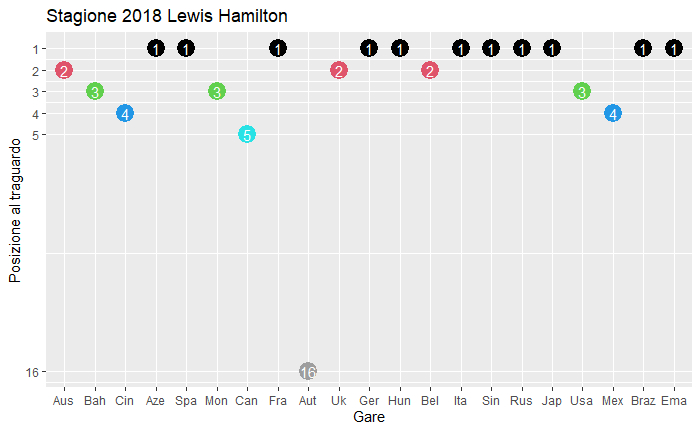 Stagione 2018 Lewis Hamilton
Posizione al traguardo
1
1 1 1 1 1 1 1 1 1 1 1
2
2 2 2
3
3 3 3
4
4 4
5
5
16
16
Aus Bah Cin Aze Spa Mon Can Fra Aut Uk Ger Hun Bel Ita Sin Rus Jap Usa Mex Braz Ema
Gare